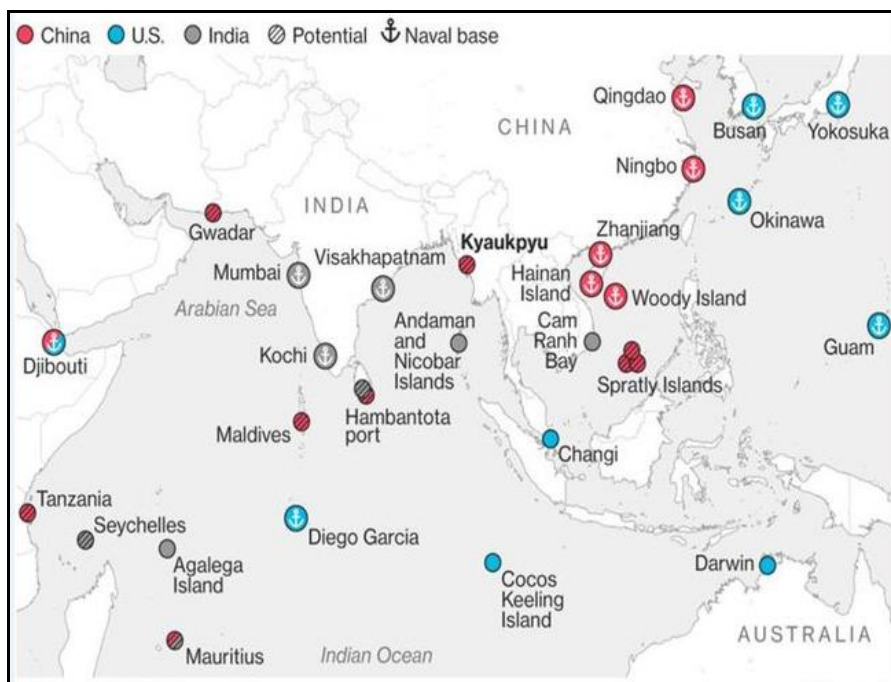 China U.S. India Potential Naval base
Qingdao
CHINA
Busan
Yokosuka
Ningbo
INDIA
Okinawa
Gwadar
Kyaukpyu
Zhanjiang
Visakhapatnam
Mumbai
Hainan
Island
Woody Island
Arabian Sea
Andaman
and
Nicobar
Islands
Cam
Ranh
Bay
Guam
Djibouti
Kochi
Spratly Islands
Hambantota
port
Maldives
Changi
Tanzania
Seychelles
Diego Garcia
Agalega
Island
Cocos
Keeling
Island
Darwin
AUSTRALIA
Mauritius
Indian Ocean